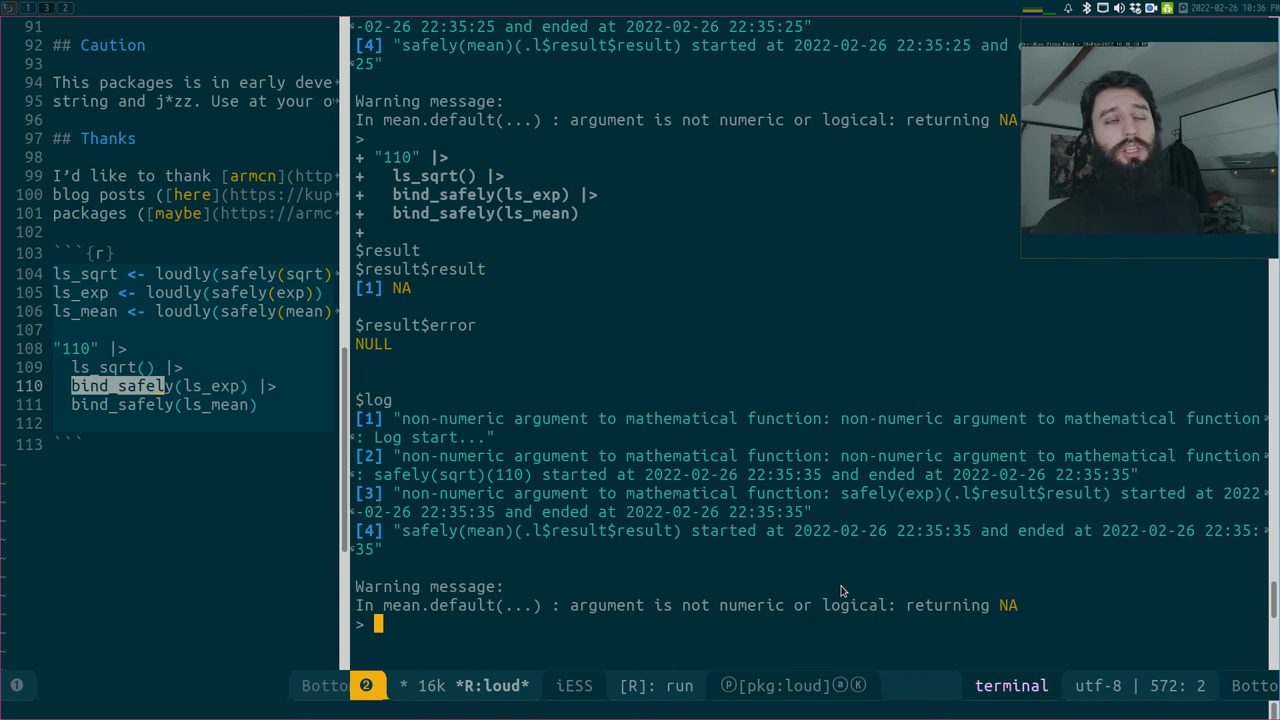 1 3 2
2022-02-26 10:36 PM
91
92 ## Caution
93
94 This packages is in early deve
95 string and j*zz. Use at your o
96
97 ## Thanks
98
99 I'd like to thank [armcn](http
100 blog posts ([here](https://kup
101 packages ([maybe](https://armc
102
103 ```{r}
104 ls_sqrt <- loudly(safely(sqrt)
105 ls_exp <- loudly(safely(exp))
106 ls_mean <- loudly(safely(mean)
107
108 "110" |>
109 ls_sqrt() |>
110 bind_safely(ls_exp) |>
111 bind_safely(ls_mean)
112
113 ```
-02-26 22:35:25 and ended at 2022-02-26 22:35:25"
[4] "safely(mean)(.l$result$result) started at 2022-02-26 22:35:25 and
25"
Warning message:
In mean.default(...) : argument is not numeric or logical: returning NA
>
+ "110" |>
+ ls_sqrt() |>
+ bind_safely(ls_exp) |>
+ bind_safely(ls_mean)
+
$result
$result$result
[1] NA
$result$error
NULL
$log
[1] "non-numeric argument to mathematical function: non-numeric argument to mathematical function
: Log start..."
[2] "non-numeric argument to mathematical function: non-numeric argument to mathematical function
: safely(sqrt)(110) started at 2022-02-26 22:35:35 and ended at 2022-02-26 22:35:35"
[3] "non-numeric argument to mathematical function: safely(exp)(.l$result$result) started at 2022
-02-26 22:35:35 and ended at 2022-02-26 22:35:35"
[4] "safely(mean)(.l$result$result) started at 2022-02-26 22:35:35 and ended at 2022-02-26 22:35:
35"
Warning message:
In mean.default(...) : argument is not numeric or logical: returning NA
>
1 Botto 2 * 16k *R:loud* iESS [R]: run p[pkg:loud]aK terminal utf-8 | 572: 2 Botto